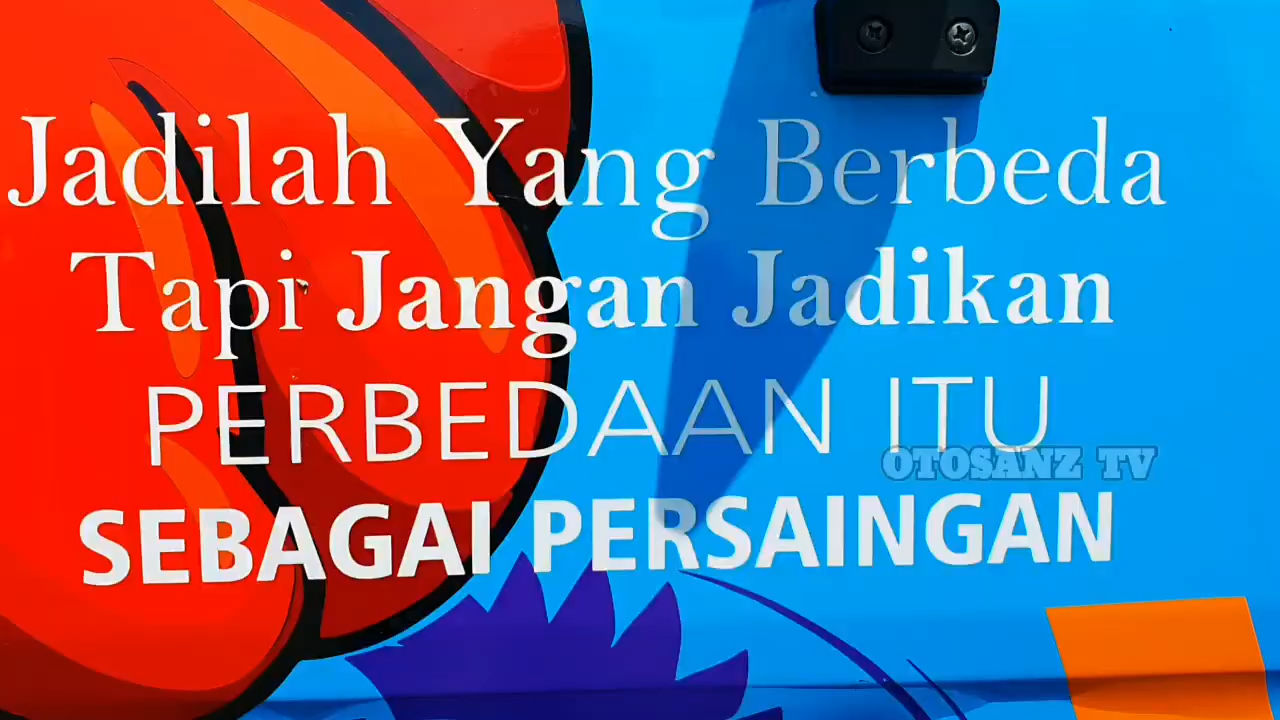 Jadilah Yang Berbeda
Tapi Jangan Jadikan
PERBEDAAN ITU
OTOSANZ TV
SEBAGAI PERSAINGAN